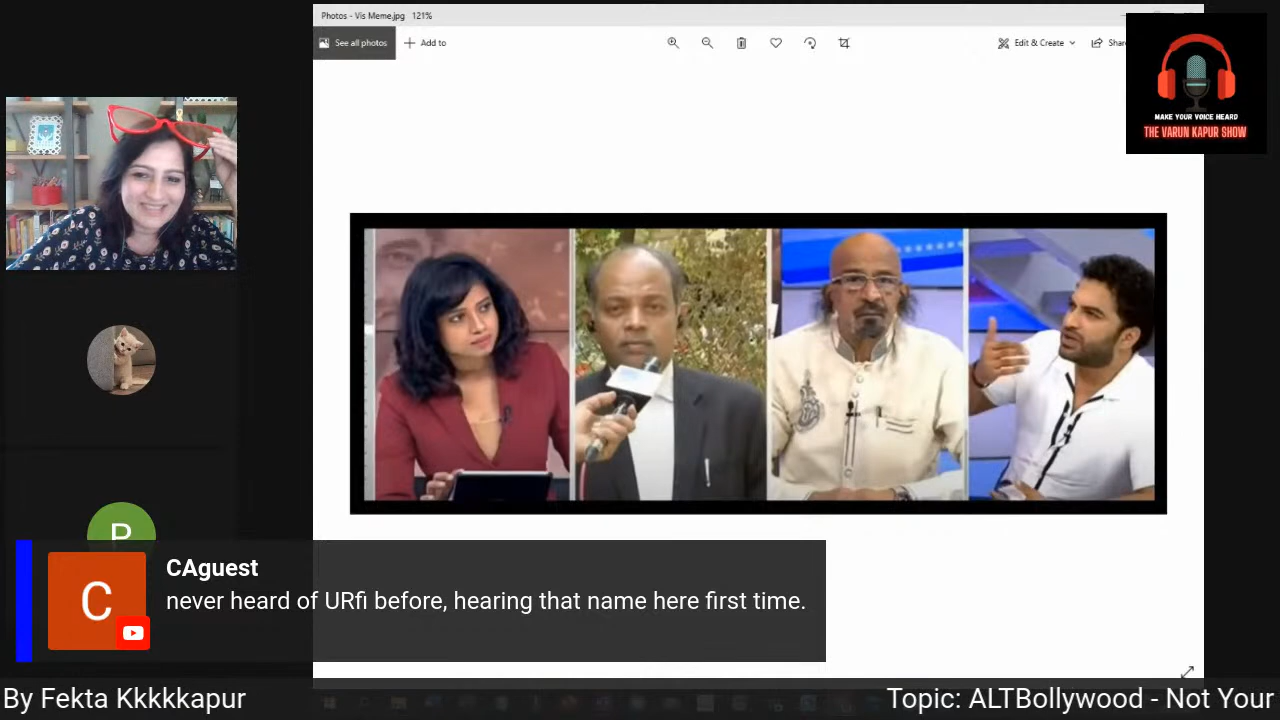 Photos - Vis Meme.jpg 121%
See all photos
Add to
Edit & Create
Shar
MAKE YOUR VOICE HEARD
THE VARUN KAPUR SHOW
C
CAguest
never heard of URfi before, hearing that name here first time.
By Fekta Kkkkkapur
Topic: ALTBollywood - Not Your